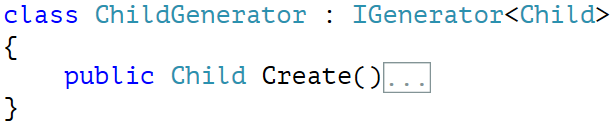 class ChildGenerator : IGenerator<Child>
{
    public Child Create()...
}